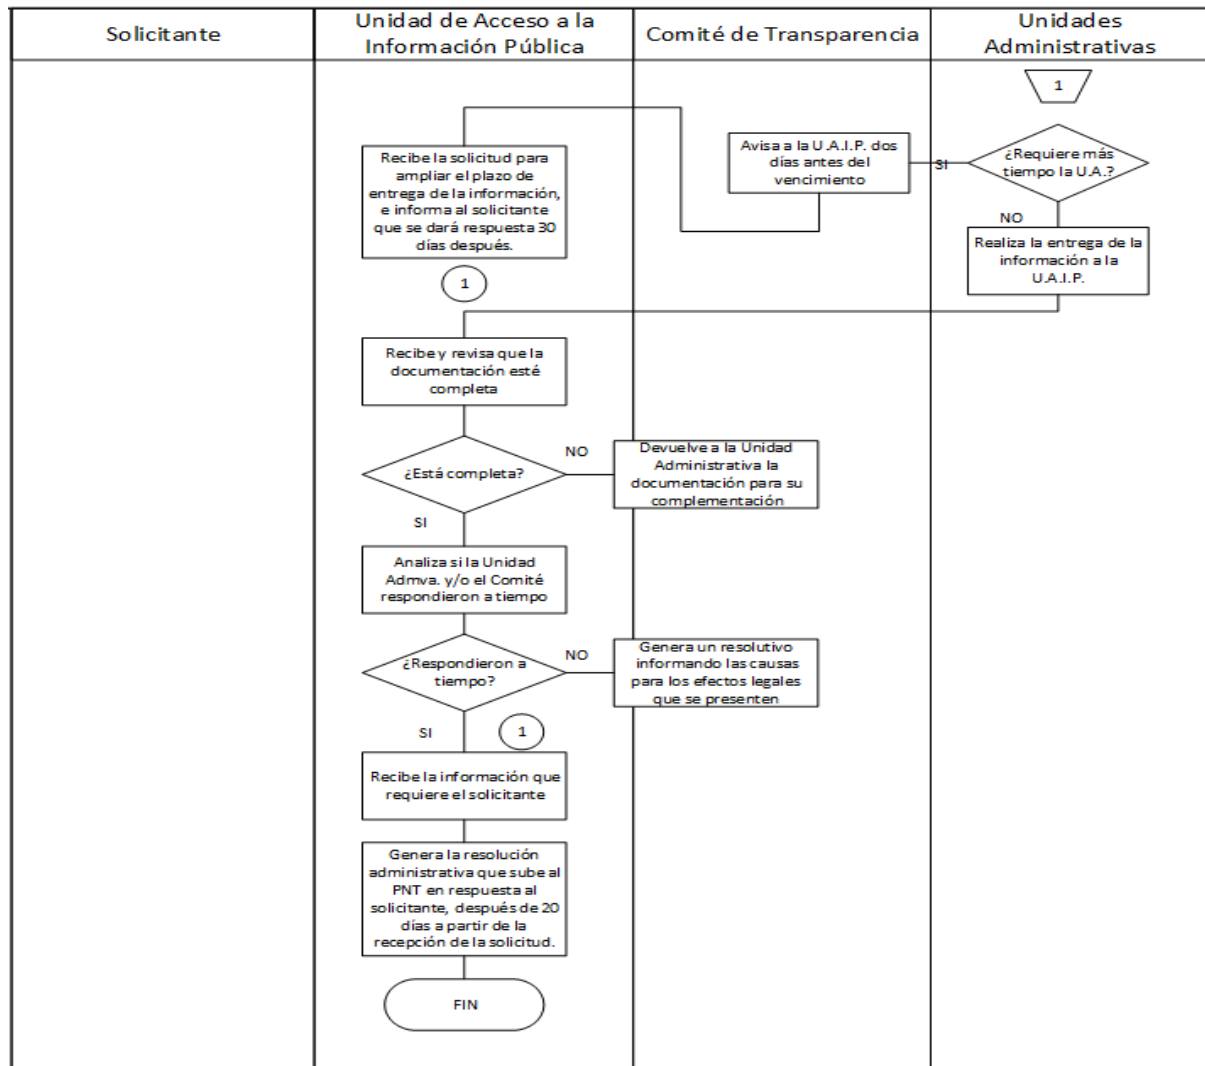 Solicitante
Unidad de Acceso a la
Información Pública
Comité de Transparencia
Unidades
Administrativas
1
¿Requiere más
tiempo la U.A.?
SI
Avisa a la U.A.I.P. dos
días antes del
vencimiento
Recibe la solicitud para
ampliar el plazo de
entrega de la información,
e informa al solicitante
que se dará respuesta 30
días después.
1
NO
Realiza la entrega de la
información a la
U.A.I.P.
Recibe y revisa que la
documentación esté
completa
¿Está completa?
NO
Devuelve a la Unidad
Administrativa la
documentación para su
complementación
SI
Analiza si la Unidad
Admva. y/o el Comité
respondieron a tiempo
¿Respondieron a
tiempo?
NO
Genera un resolutivo
informando las causas
para los efectos legales
que se presenten
SI
1
Recibe la información que
requiere el solicitante
Genera la resolución
administrativa que sube al
PNT en respuesta al
solicitante, después de 20
días a partir de la
recepción de la solicitud.
FIN